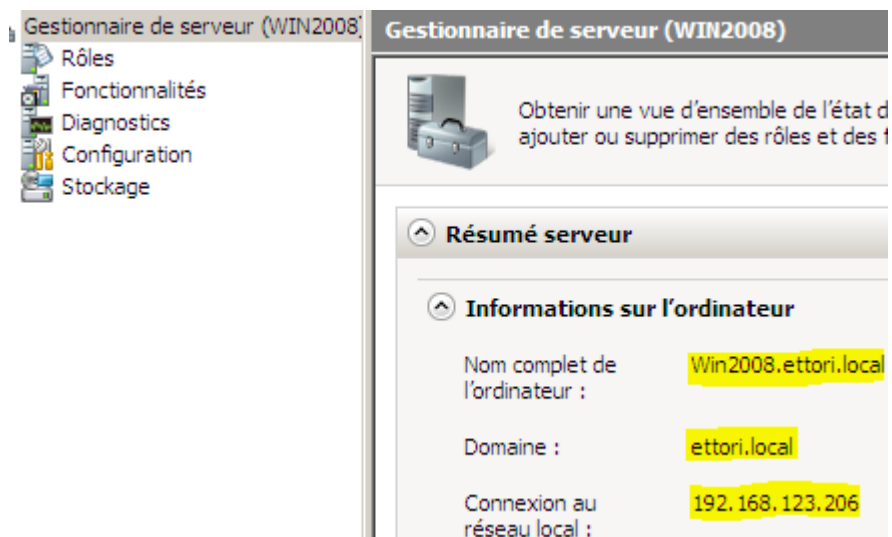 Gestionnaire de serveur (WIN2008)
Rôles
Fonctionnalités
Diagnostics
Configuration
Stockage
Gestionnaire de serveur (WIN2008)
Obtenir une vue d'ensemble de l'état d
ajouter ou supprimer des rôles et des f
Résumé serveur
Informations sur l'ordinateur
Nom complet de
l'ordinateur :
Win2008.ettori.local
Domaine :
ettori.local
Connexion au
réseau local :
192.168.123.206